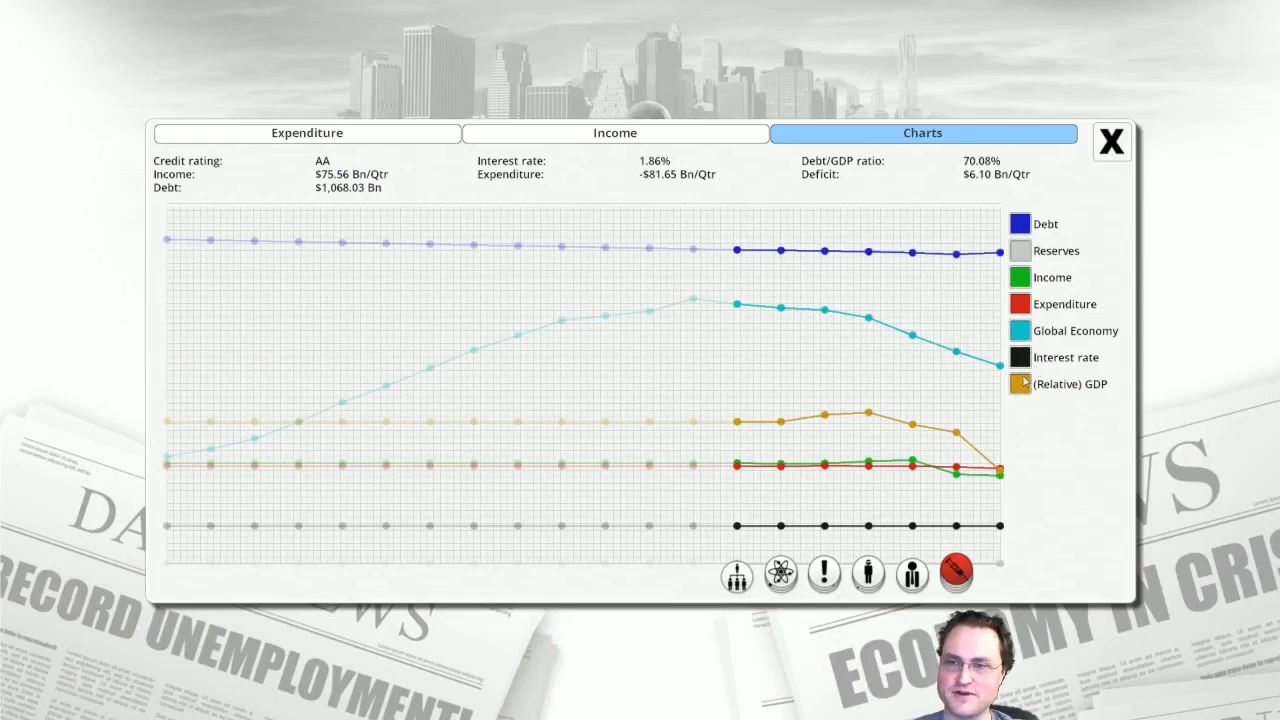 Expenditure
Income
Charts
X
Credit rating: AA
Interest rate: 1.86%
Debt/GDP ratio: 70.08%
Income: $75.56 Bn/Qtr
Expenditure: -$81.65 Bn/Qtr
Deficit: $6.10 Bn/Qtr
Debt: $1,068.03 Bn
Debt
Reserves
Income
Expenditure
Global Economy
Interest rate
(Relative) GDP
!
RECORD UNEMPLOYMENT!
ECONOMY IN CRIS